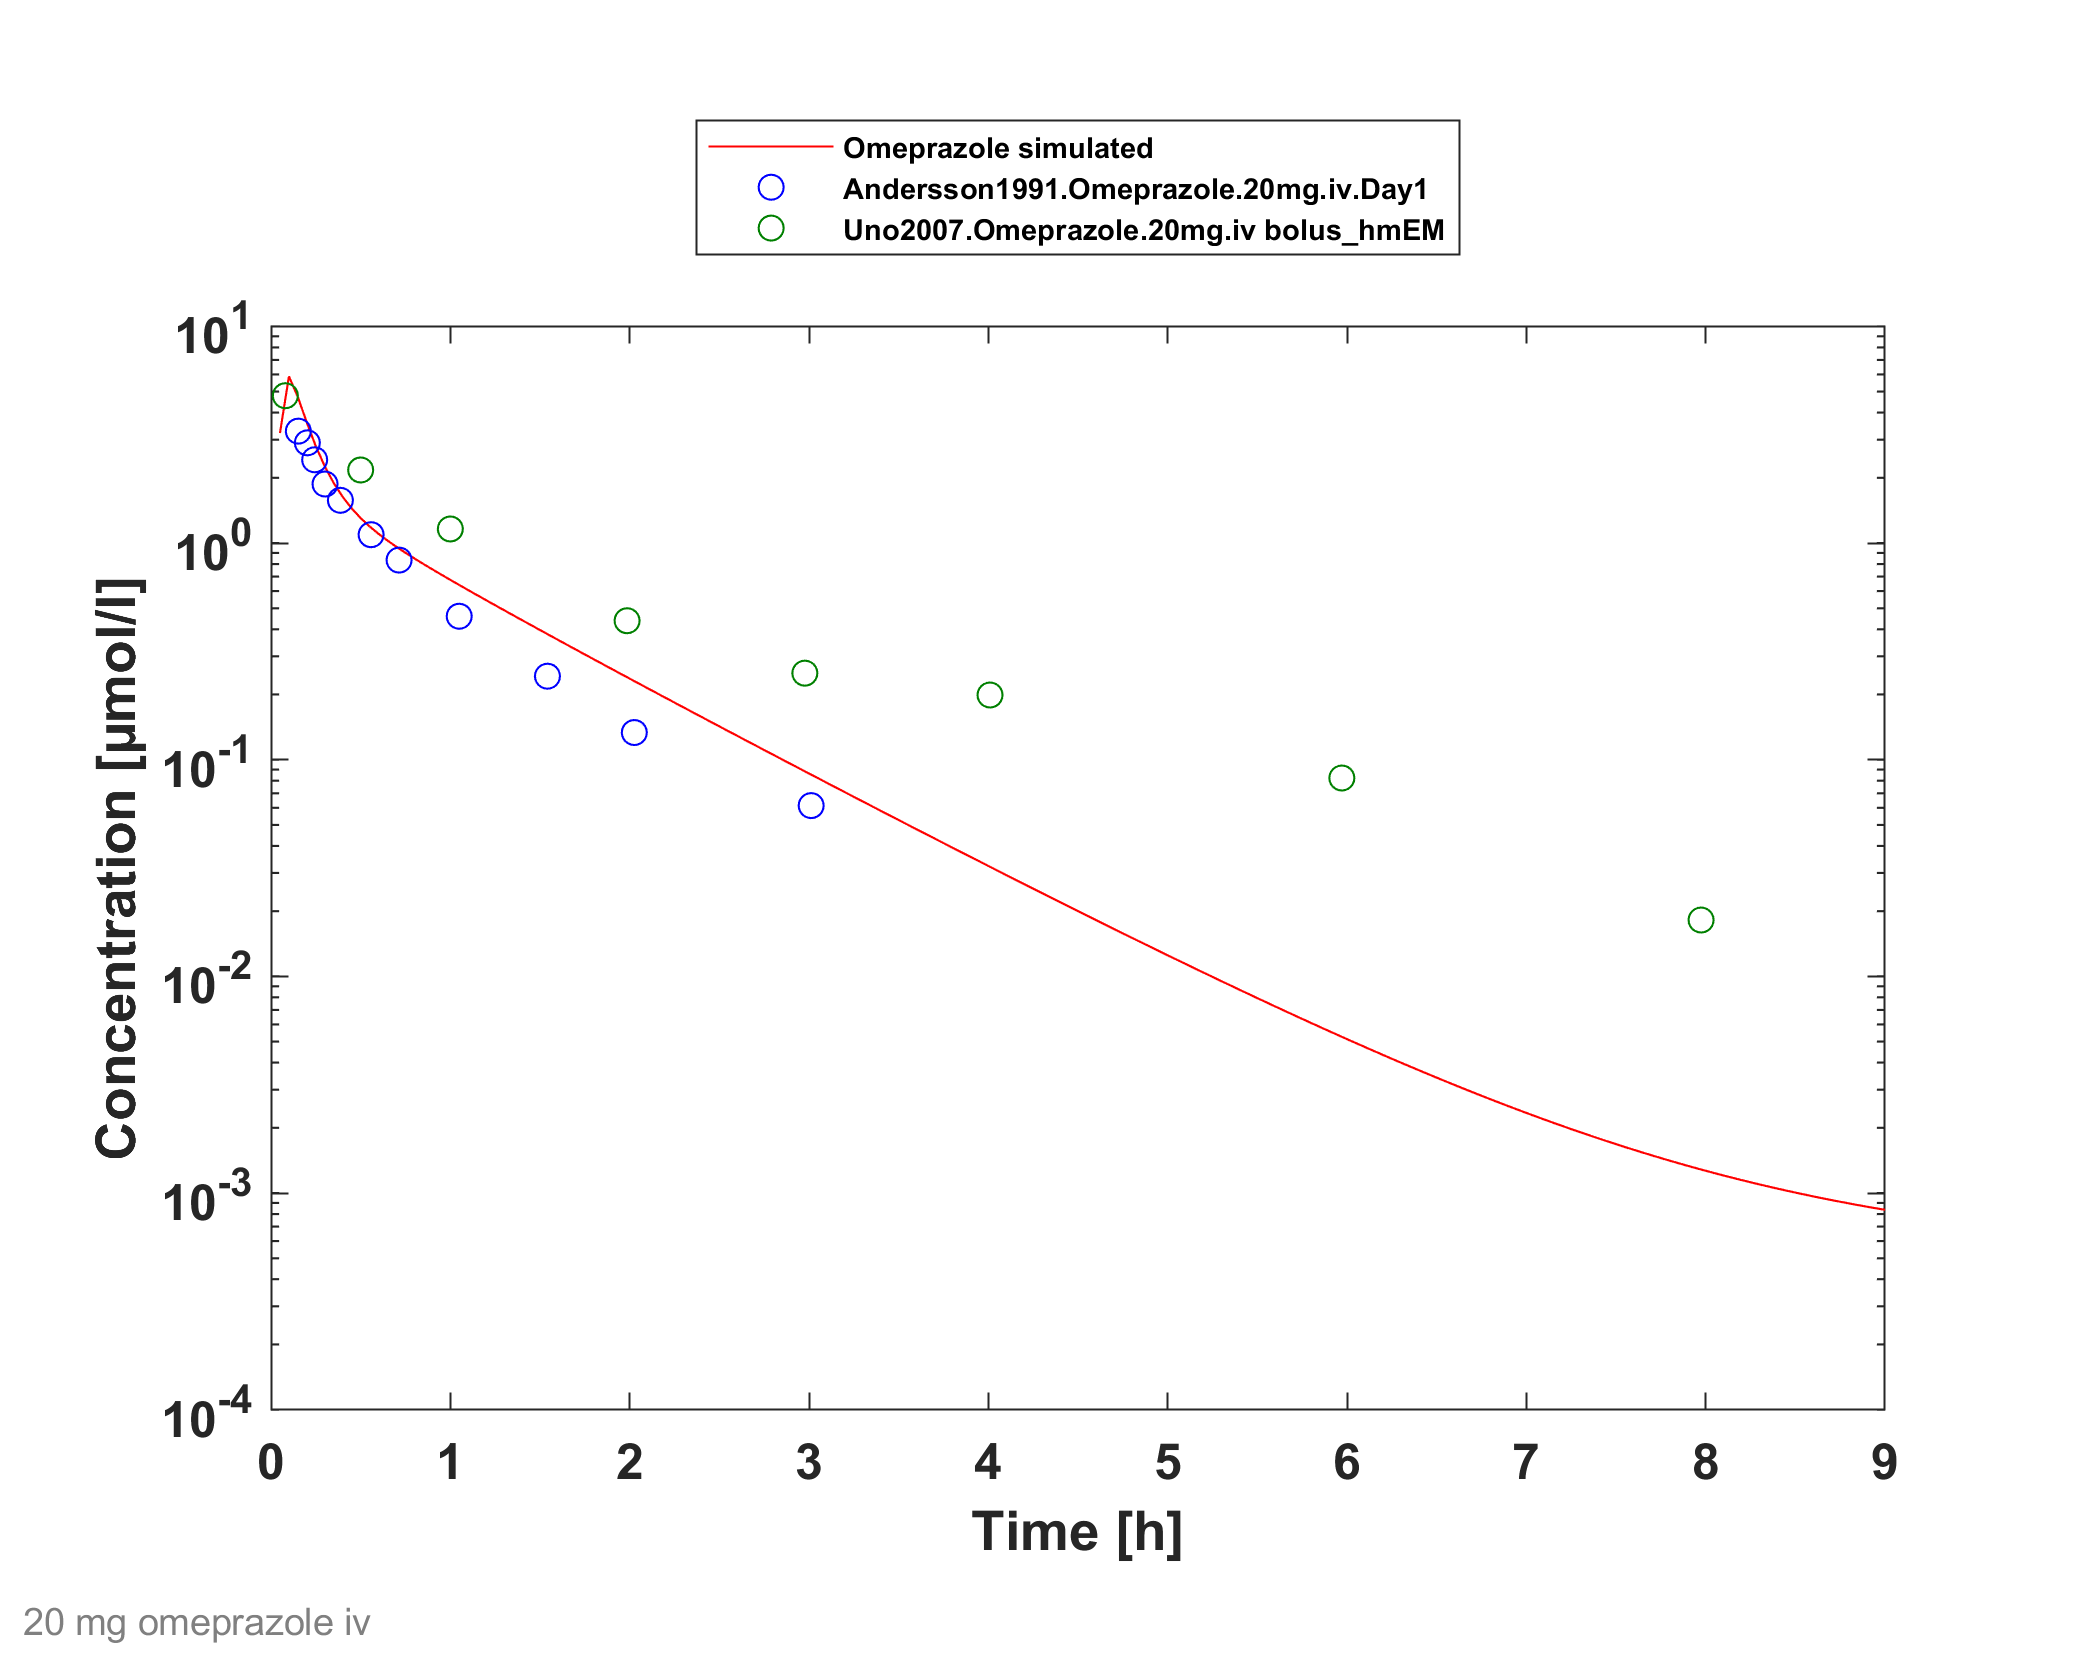 Omeprazole simulated
Andersson1991.Omeprazole.20mg.iv.Day1
Uno2007.Omeprazole.20mg.iv bolus_hmEM
10^1
10^0
10^-1
10^-2
10^-3
10^-4
Concentration [µmol/l]
0 1 2 3 4 5 6 7 8 9
Time [h]
20 mg omeprazole iv